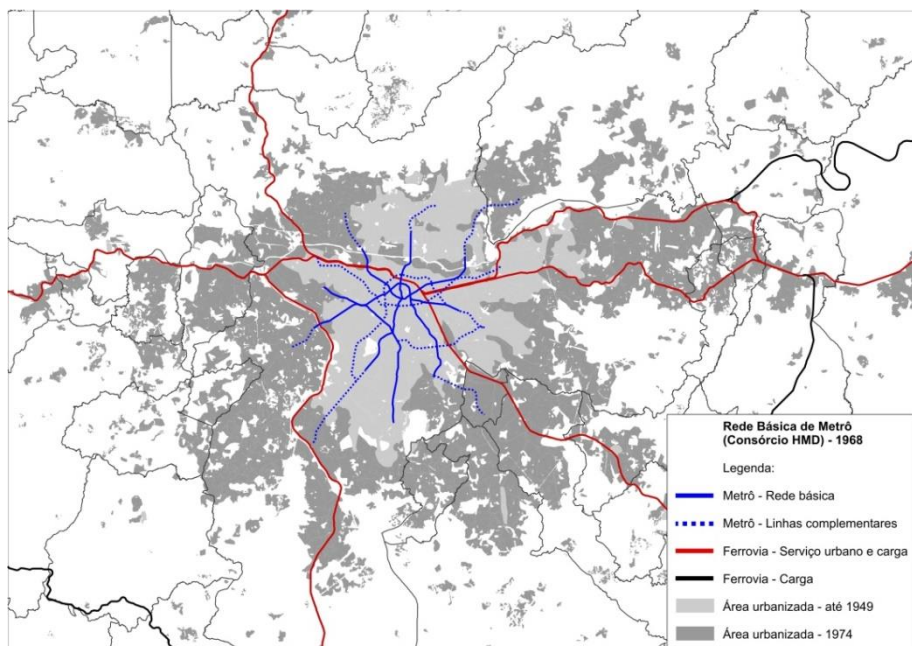 Rede Básica de Metrô
(Consórcio HMD) - 1968
Legenda:
Metrô - Rede básica
Metrô - Linhas complementares
Ferrovia - Serviço urbano e carga
Ferrovia - Carga
Área urbanizada - até 1949
Área urbanizada - 1974